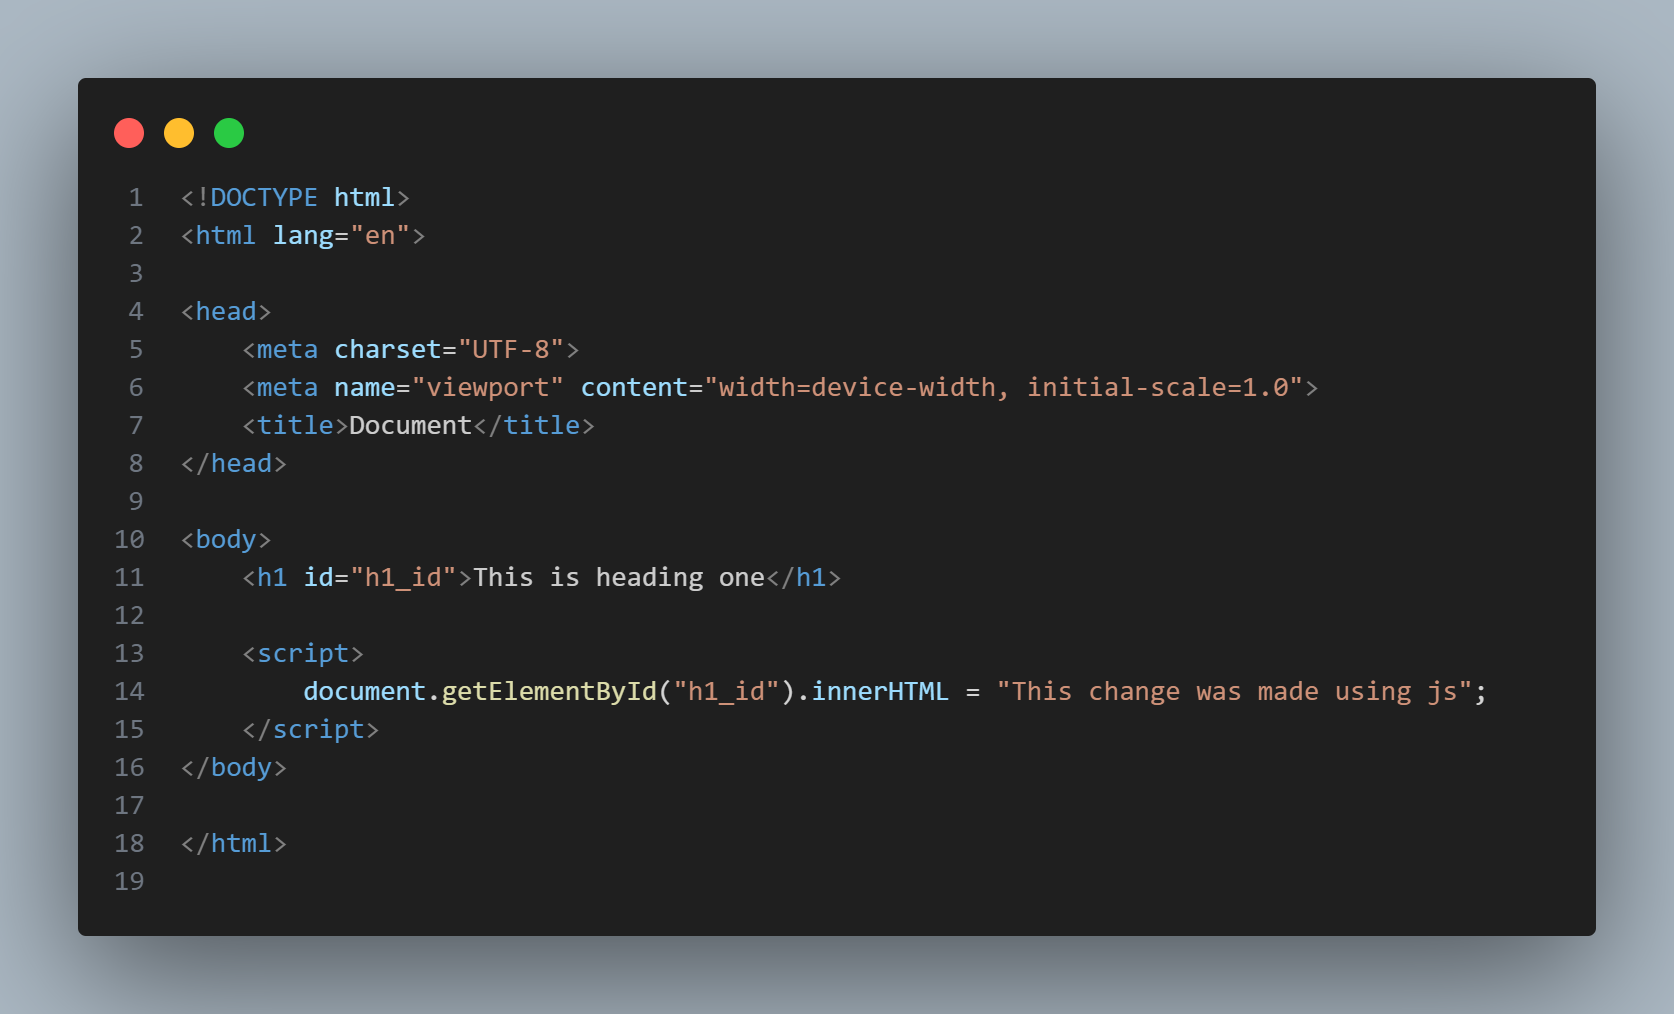 1 <!DOCTYPE html>
2 <html lang="en">
3
4 <head>
5     <meta charset="UTF-8">
6     <meta name="viewport" content="width=device-width, initial-scale=1.0">
7     <title>Document</title>
8 </head>
9
10 <body>
11     <h1 id="h1_id">This is heading one</h1>
12
13     <script>
14         document.getElementById("h1_id").innerHTML = "This change was made using js";
15     </script>
16 </body>
17
18 </html>
19